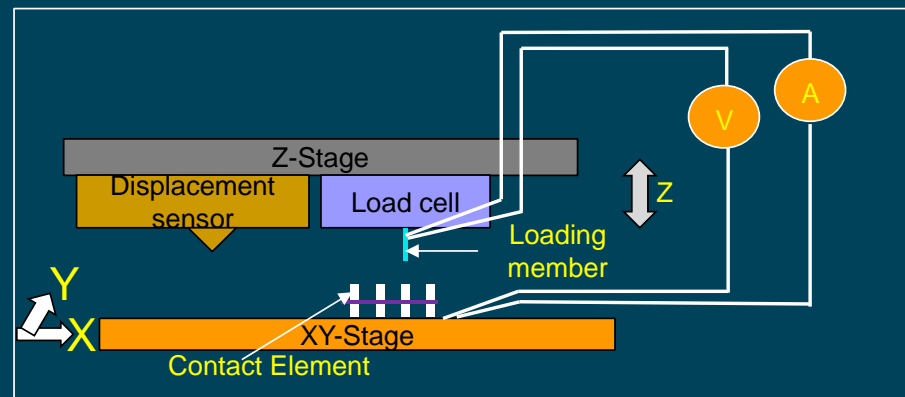 A
V
Z-Stage
Displacement
sensor
Load cell
Z
Loading
member
Y
X
XY-Stage
Contact Element